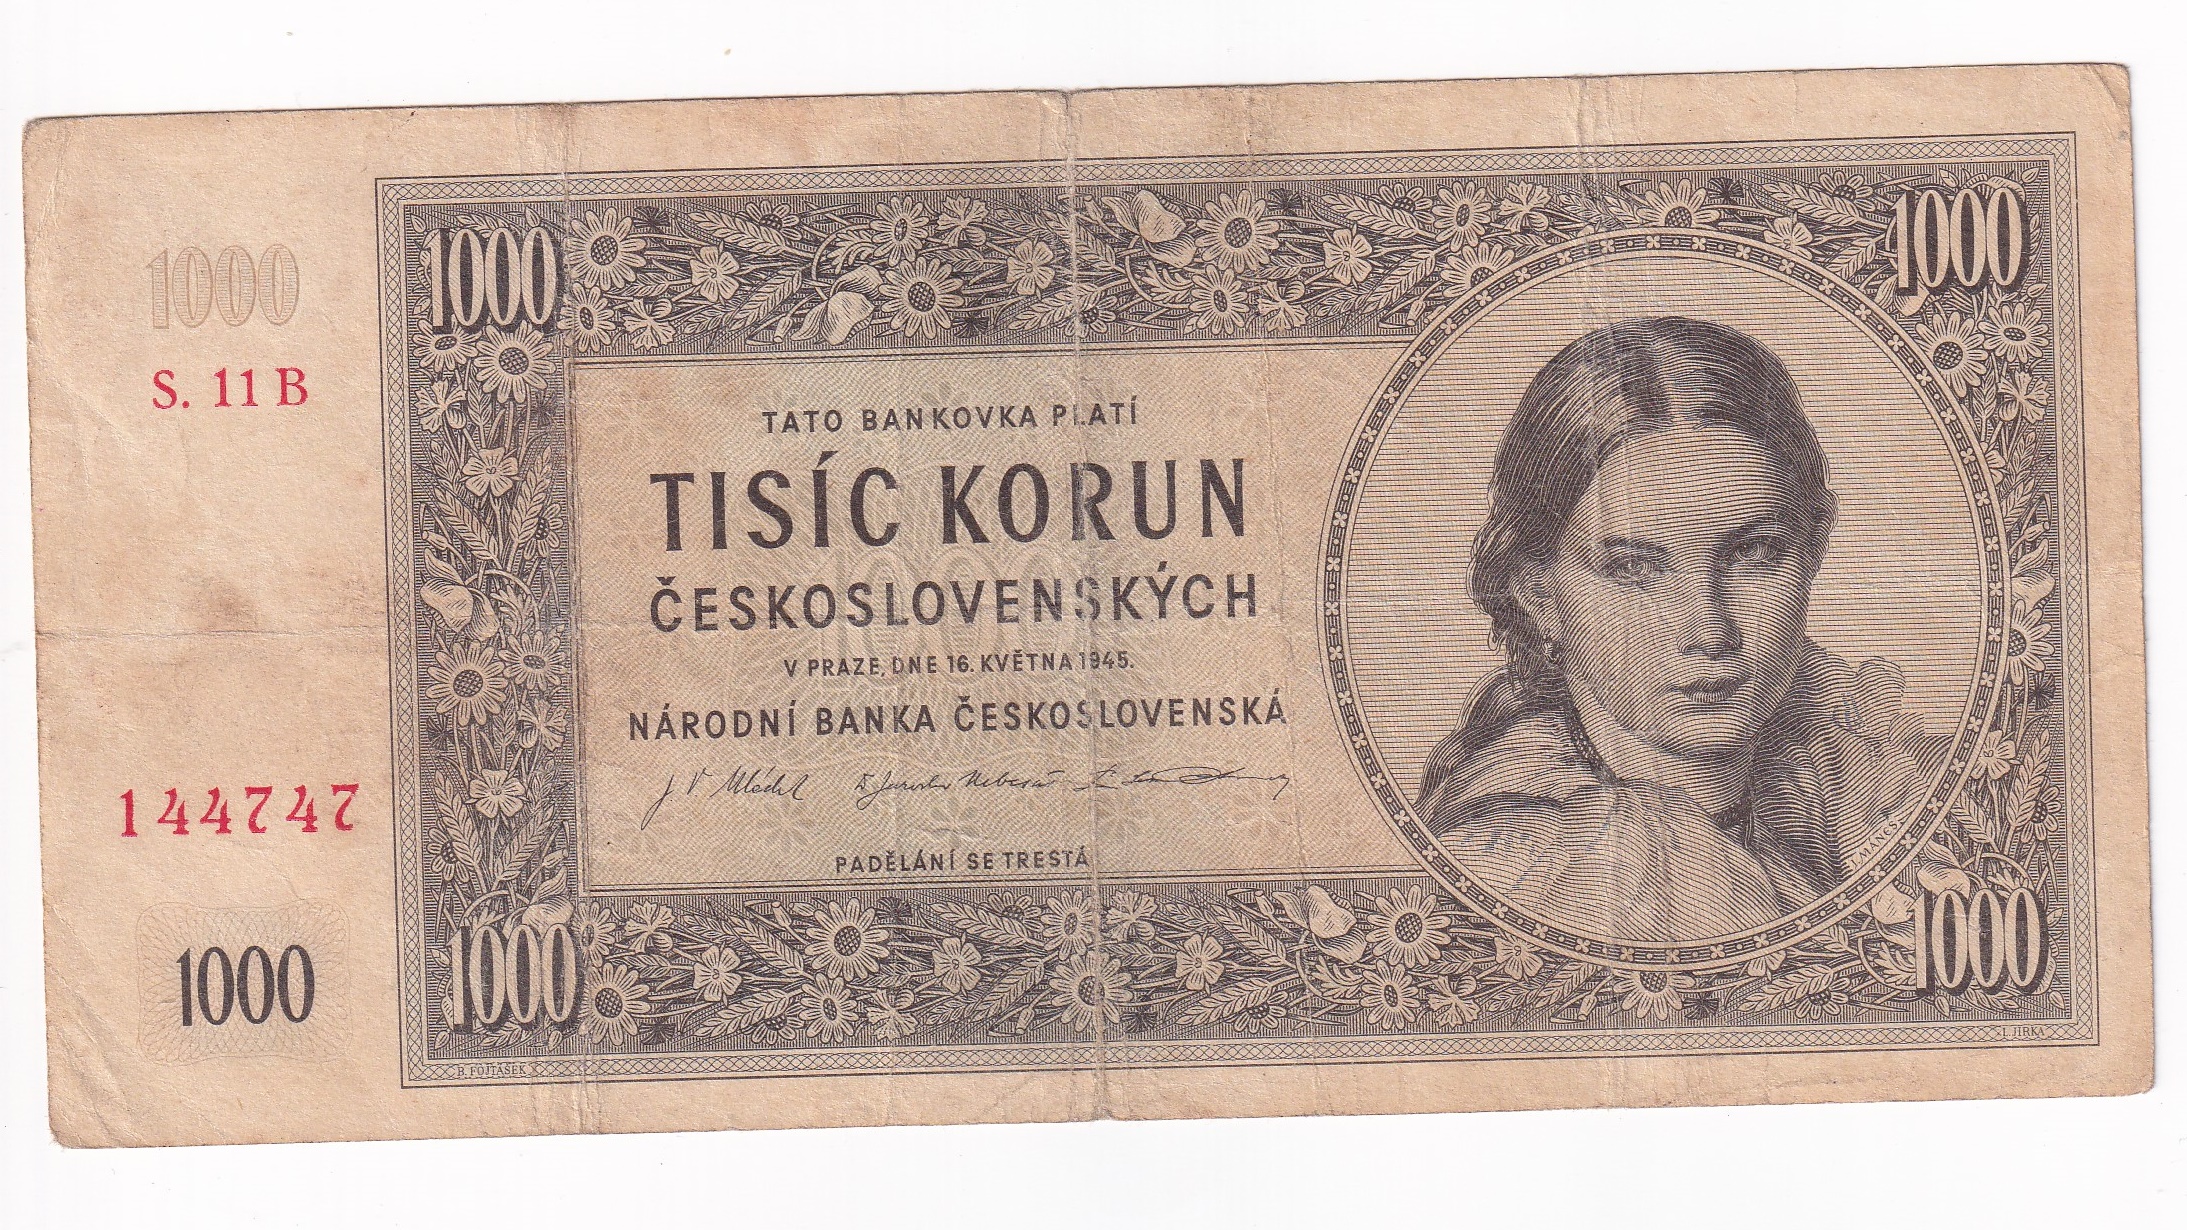 1000
S. 11 B
144747
1000
1000
1000
TATO BANKOVKA PLATÍ
TISÍC KORUN
ČESKOSLOVENSKÝCH
V PRAZE, DNE 16. KVĚTNA 1945.
NÁRODNÍ BANKA ČESKOSLOVENSKÁ
PADĚLÁNÍ SE TRESTÁ
J. MÁNES
1000
1000
B. FOJTÁŠEK
L. JIRKA